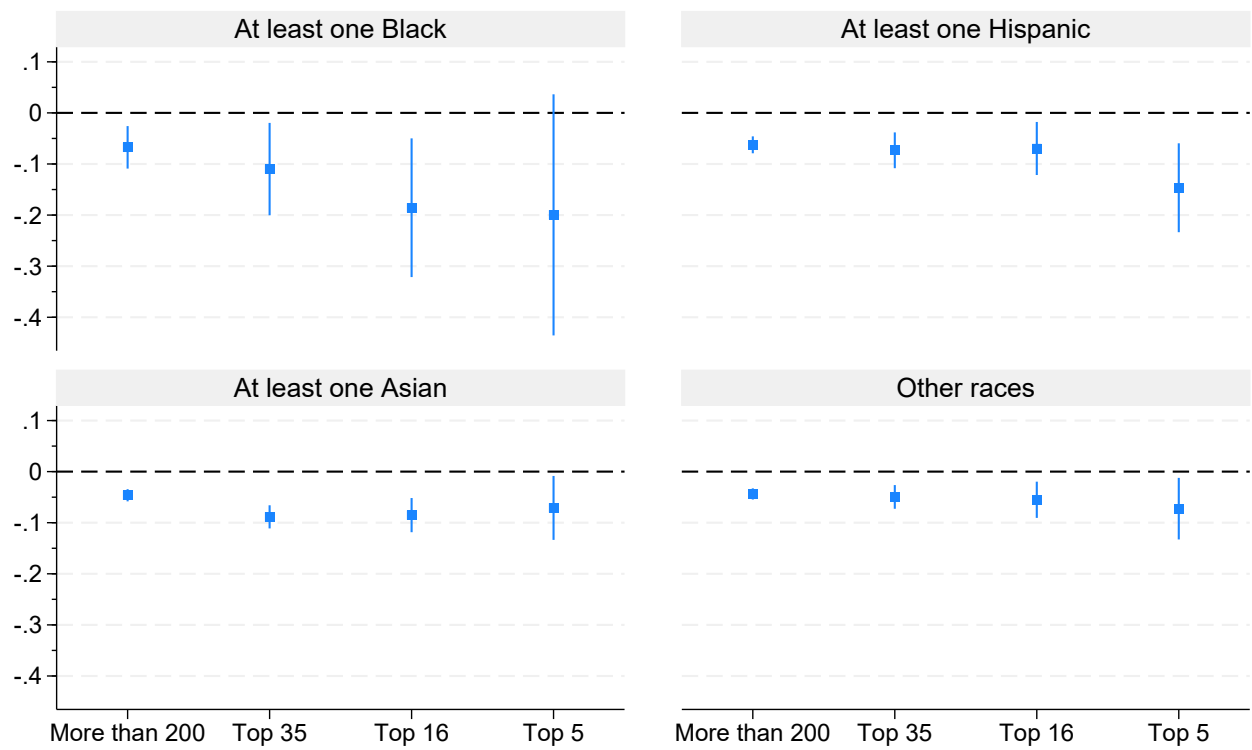 At least one Black
At least one Hispanic
.1
0
-.1
-.2
-.3
-.4
At least one Asian
Other races
.1
0
-.1
-.2
-.3
-.4
More than 200 Top 35 Top 16 Top 5
More than 200 Top 35 Top 16 Top 5